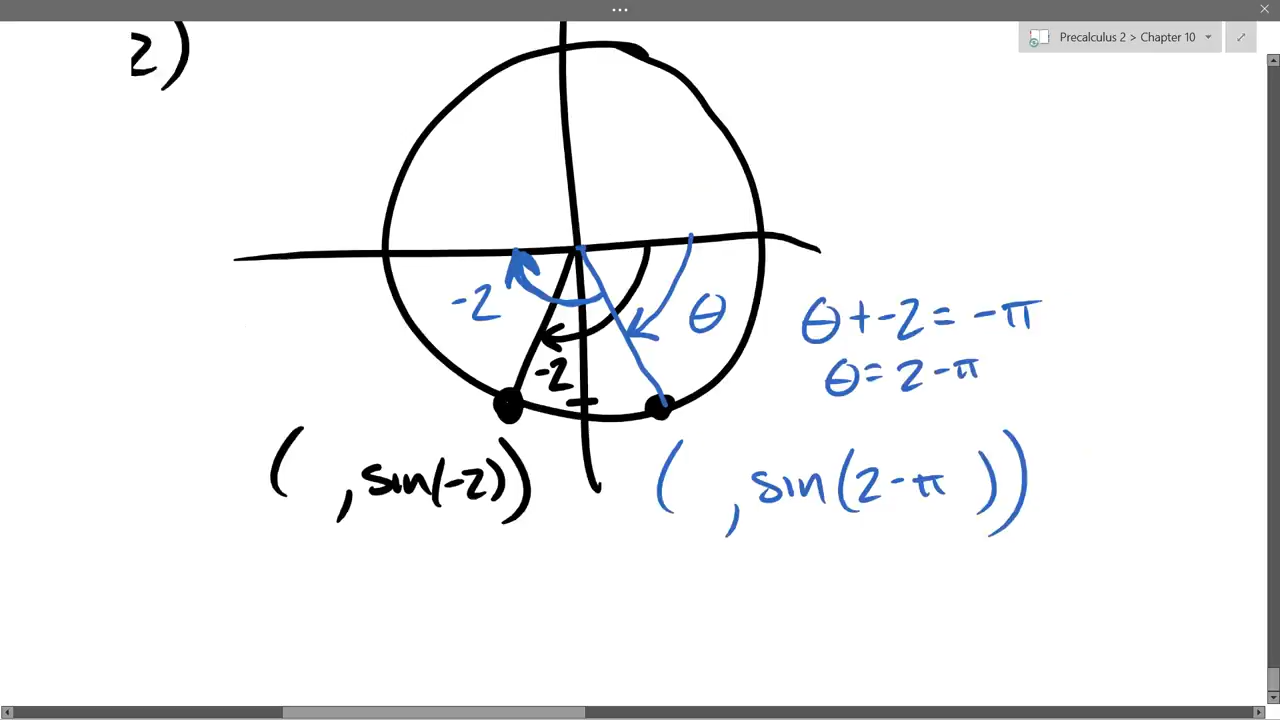 Precalculus 2 > Chapter 10
2)
-2
θ
θ+-2=-π
-2
θ=2-π
( , sin(-2))
( , sin(2-π ))